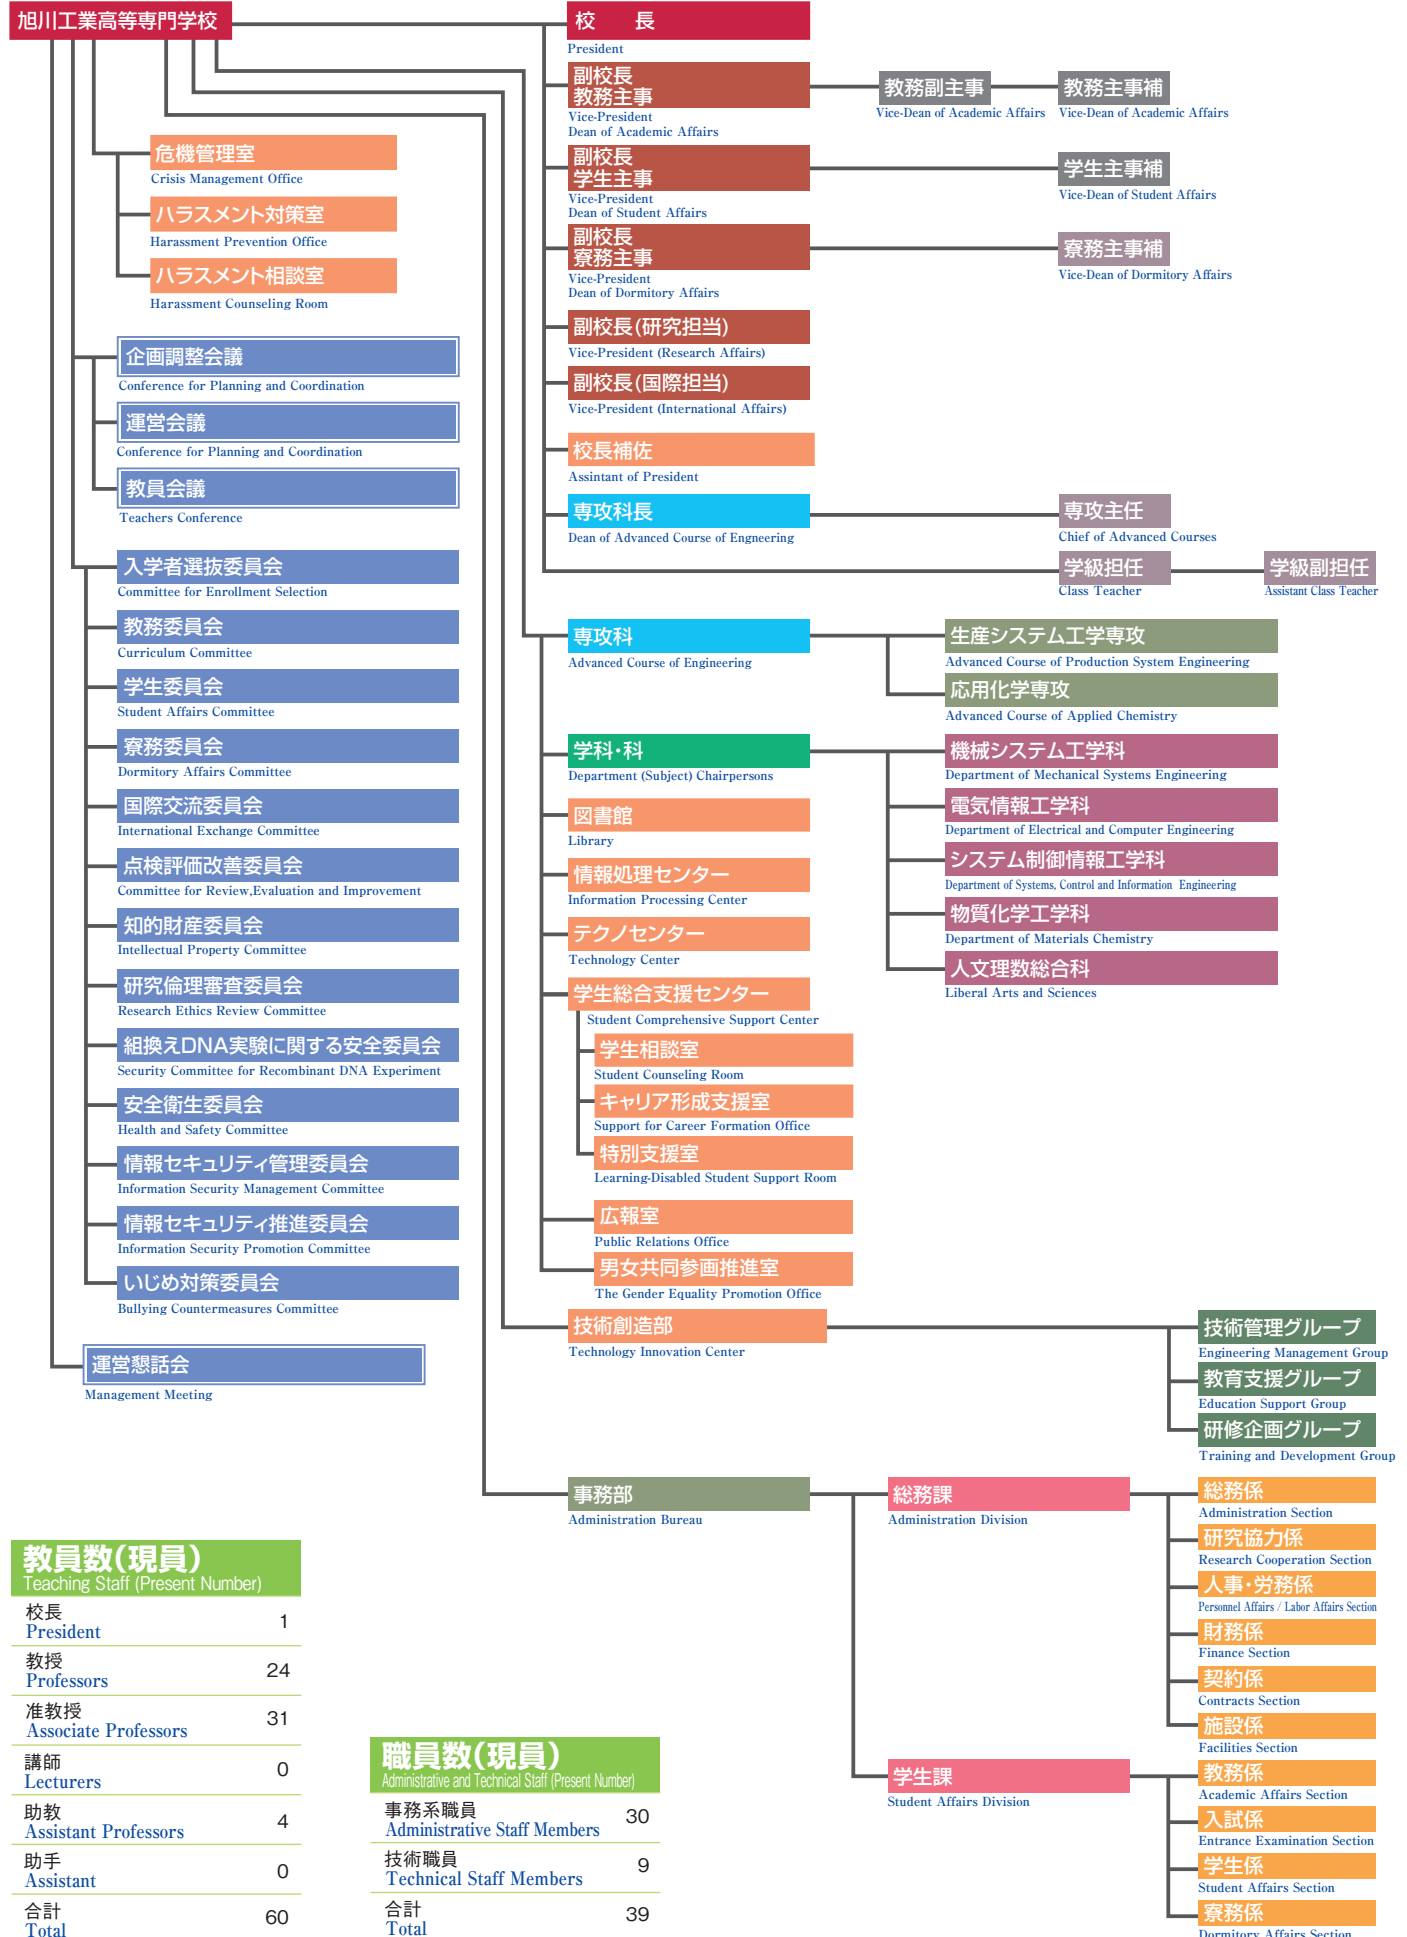 旭川工業高等専門学校
校　長
President
副校長
教務主事
Vice-President
Dean of Academic Affairs
教務副主事
Vice-Dean of Academic Affairs
教務主事補
Vice-Dean of Academic Affairs
副校長
学生主事
Vice-President
Dean of Student Affairs
学生主事補
Vice-Dean of Student Affairs
副校長
寮務主事
Vice-President
Dean of Dormitory Affairs
寮務主事補
Vice-Dean of Dormitory Affairs
副校長(研究担当)
Vice-President (Research Affairs)
副校長(国際担当)
Vice-President (International Affairs)
校長補佐
Assintant of President
専攻科長
Dean of Advanced Course of Engneering
専攻主任
Chief of Advanced Courses
学級担任
Class Teacher
学級副担任
Assistant Class Teacher
危機管理室
Crisis Management Office
ハラスメント対策室
Harassment Prevention Office
ハラスメント相談室
Harassment Counseling Room
企画調整会議
Conference for Planning and Coordination
運営会議
Conference for Planning and Coordination
教員会議
Teachers Conference
入学者選抜委員会
Committee for Enrollment Selection
教務委員会
Curriculum Committee
学生委員会
Student Affairs Committee
寮務委員会
Dormitory Affairs Committee
国際交流委員会
International Exchange Committee
点検評価改善委員会
Committee for Review,Evaluation and Improvement
知的財産委員会
Intellectual Property Committee
研究倫理審査委員会
Research Ethics Review Committee
組換えDNA実験に関する安全委員会
Security Committee for Recombinant DNA Experiment
安全衛生委員会
Health and Safety Committee
情報セキュリティ管理委員会
Information Security Management Committee
情報セキュリティ推進委員会
Information Security Promotion Committee
いじめ対策委員会
Bullying Countermeasures Committee
運営懇話会
Management Meeting
専攻科
Advanced Course of Engineering
生産システム工学専攻
Advanced Course of Production System Engineering
応用化学専攻
Advanced Course of Applied Chemistry
学科・科
Department (Subject) Chairpersons
機械システム工学科
Department of Mechanical Systems Engineering
電気情報工学科
Department of Electrical and Computer Engineering
システム制御情報工学科
Department of Systems, Control and Information Engineering
物質化学工学科
Department of Materials Chemistry
人文理数総合科
Liberal Arts and Sciences
図書館
Library
情報処理センター
Information Processing Center
テクノセンター
Technology Center
学生総合支援センター
Student Comprehensive Support Center
学生相談室
Student Counseling Room
キャリア形成支援室
Support for Career Formation Office
特別支援室
Learning-Disabled Student Support Room
広報室
Public Relations Office
男女共同参画推進室
The Gender Equality Promotion Office
技術創造部
Technology Innovation Center
技術管理グループ
Engineering Management Group
教育支援グループ
Education Support Group
研修企画グループ
Training and Development Group
事務部
Administration Bureau
総務課
Administration Division
総務係
Administration Section
研究協力係
Research Cooperation Section
人事・労務係
Personnel Affairs / Labor Affairs Section
財務係
Finance Section
契約係
Contracts Section
施設係
Facilities Section
学生課
Student Affairs Division
教務係
Academic Affairs Section
入試係
Entrance Examination Section
学生係
Student Affairs Section
寮務係
Dormitory Affairs Section
教員数(現員)
Teaching Staff (Present Number)
校長
President 1
教授
Professors 24
准教授
Associate Professors 31
講師
Lecturers 0
助教
Assistant Professors 4
助手
Assistant 0
合計
Total 60
職員数(現員)
Administrative and Technical Staff (Present Number)
事務系職員
Administrative Staff Members 30
技術職員
Technical Staff Members 9
合計
Total 39